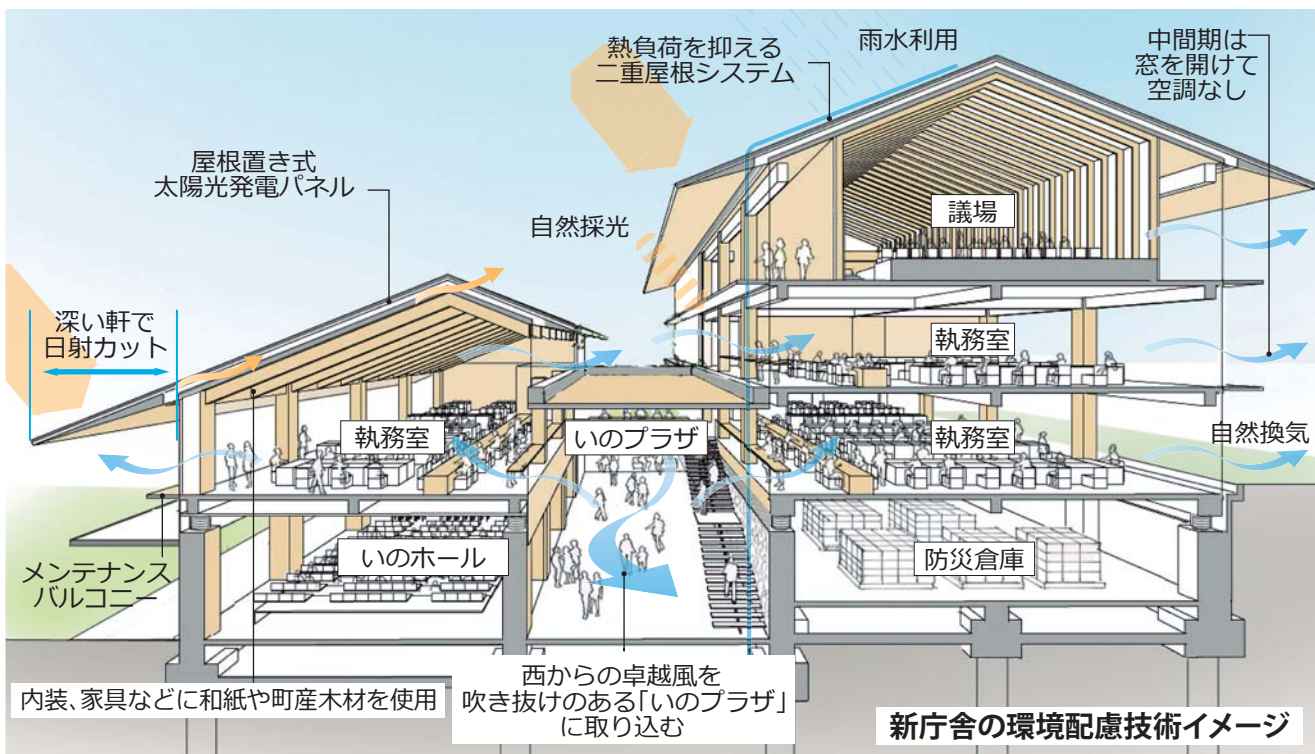 熱負荷を抑える
二重屋根システム
雨水利用
中間期は
窓を開けて
空調なし
屋根置き式
太陽光発電パネル
自然採光
議場
深い軒で
日射カット
執務室
執務室
いのプラザ
執務室
自然換気
いのホール
防災倉庫
メンテナンス
バルコニー
内装、家具などに和紙や町産木材を使用
西からの卓越風を
吹き抜けのある「いのプラザ」
に取り込む
新庁舎の環境配慮技術イメージ